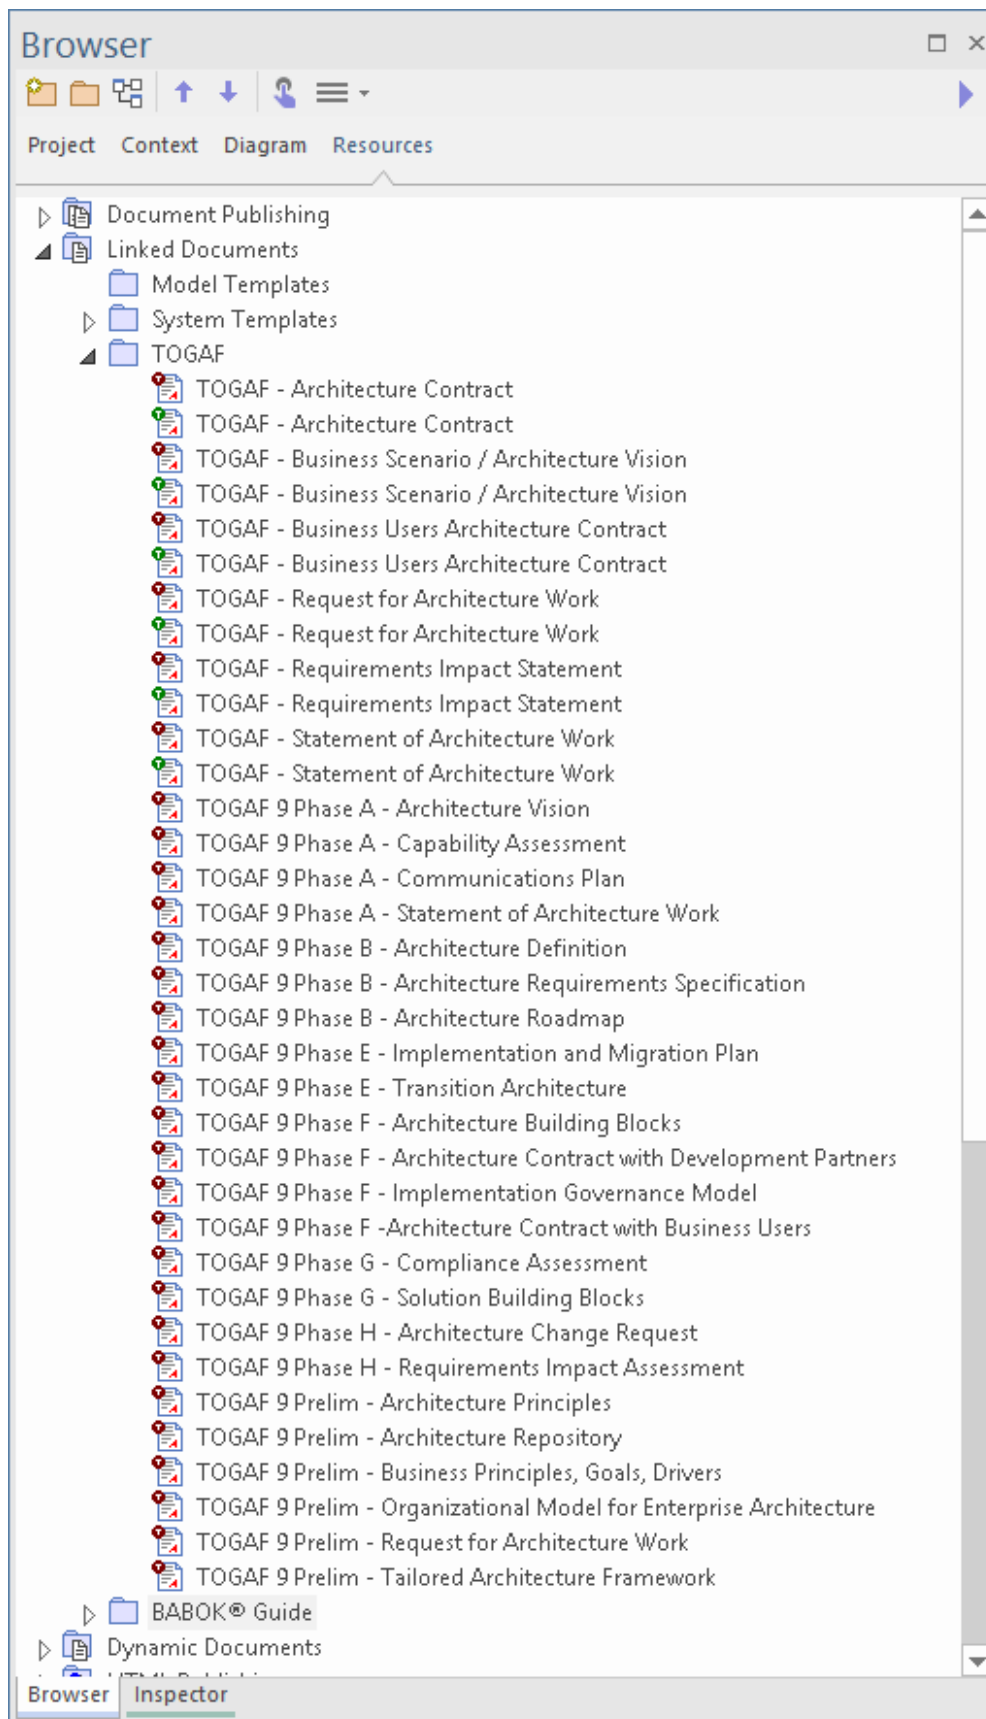 Browser
Project Context Diagram Resources
Document Publishing
Linked Documents
Model Templates
System Templates
TOGAF
TOGAF - Architecture Contract
TOGAF - Architecture Contract
TOGAF - Business Scenario / Architecture Vision
TOGAF - Business Scenario / Architecture Vision
TOGAF - Business Users Architecture Contract
TOGAF - Business Users Architecture Contract
TOGAF - Request for Architecture Work
TOGAF - Request for Architecture Work
TOGAF - Requirements Impact Statement
TOGAF - Requirements Impact Statement
TOGAF - Statement of Architecture Work
TOGAF - Statement of Architecture Work
TOGAF 9 Phase A - Architecture Vision
TOGAF 9 Phase A - Capability Assessment
TOGAF 9 Phase A - Communications Plan
TOGAF 9 Phase A - Statement of Architecture Work
TOGAF 9 Phase B - Architecture Definition
TOGAF 9 Phase B - Architecture Requirements Specification
TOGAF 9 Phase B - Architecture Roadmap
TOGAF 9 Phase E - Implementation and Migration Plan
TOGAF 9 Phase E - Transition Architecture
TOGAF 9 Phase F - Architecture Building Blocks
TOGAF 9 Phase F - Architecture Contract with Development Partners
TOGAF 9 Phase F - Implementation Governance Model
TOGAF 9 Phase F -Architecture Contract with Business Users
TOGAF 9 Phase G - Compliance Assessment
TOGAF 9 Phase G - Solution Building Blocks
TOGAF 9 Phase H - Architecture Change Request
TOGAF 9 Phase H - Requirements Impact Assessment
TOGAF 9 Prelim - Architecture Principles
TOGAF 9 Prelim - Architecture Repository
TOGAF 9 Prelim - Business Principles, Goals, Drivers
TOGAF 9 Prelim - Organizational Model for Enterprise Architecture
TOGAF 9 Prelim - Request for Architecture Work
TOGAF 9 Prelim - Tailored Architecture Framework
BABOK® Guide
Dynamic Documents
Browser Inspector